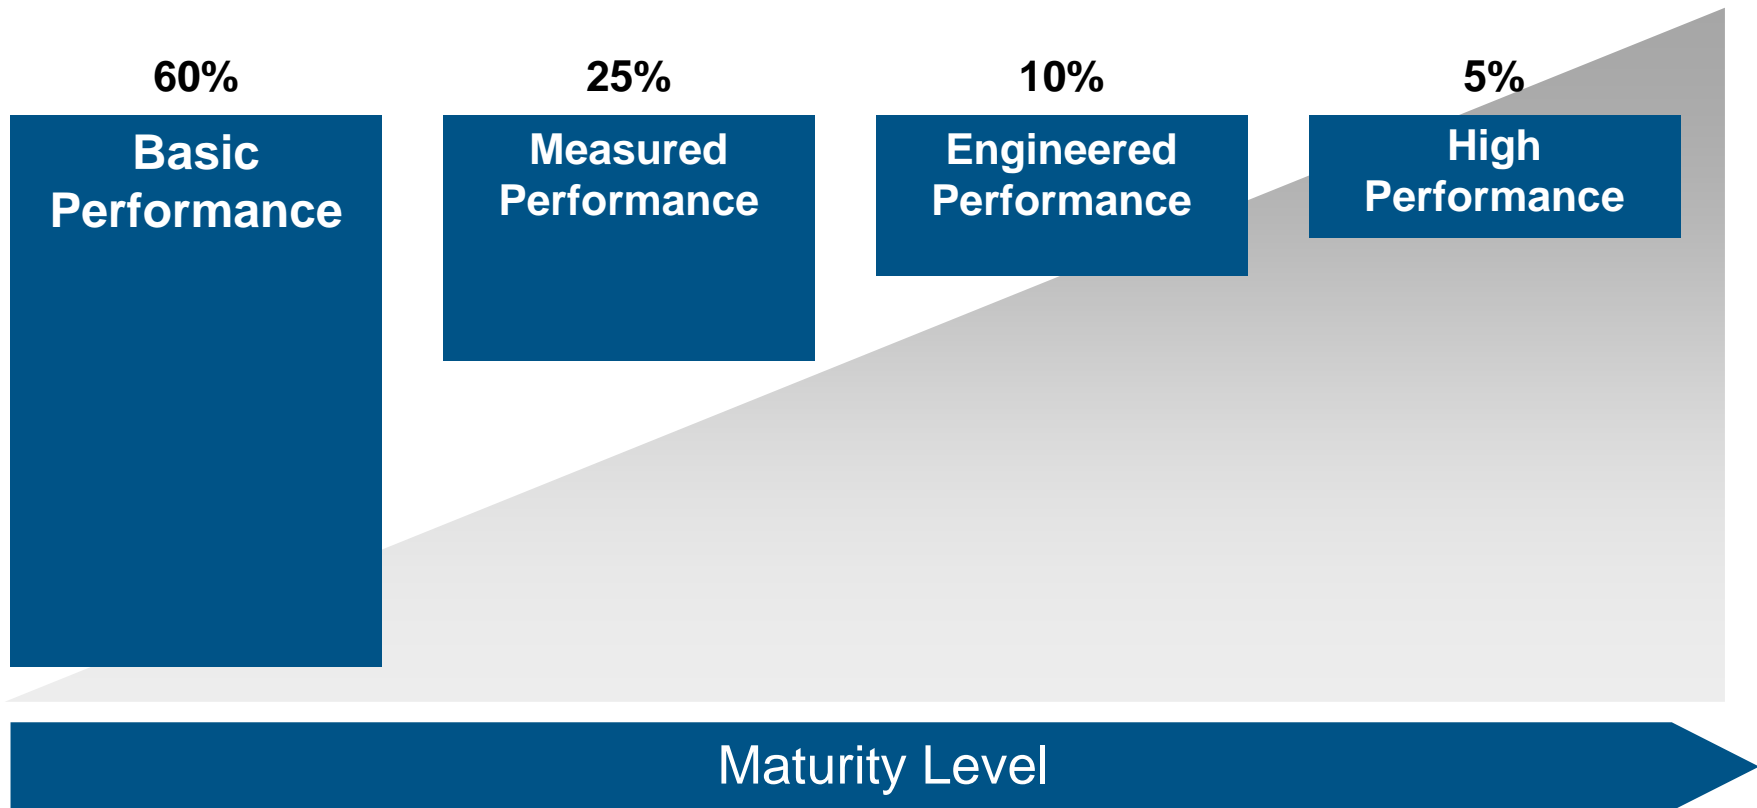 60%
25%
10%
5%
Basic
Performance
Measured
Performance
Engineered
Performance
High
Performance
Maturity Level